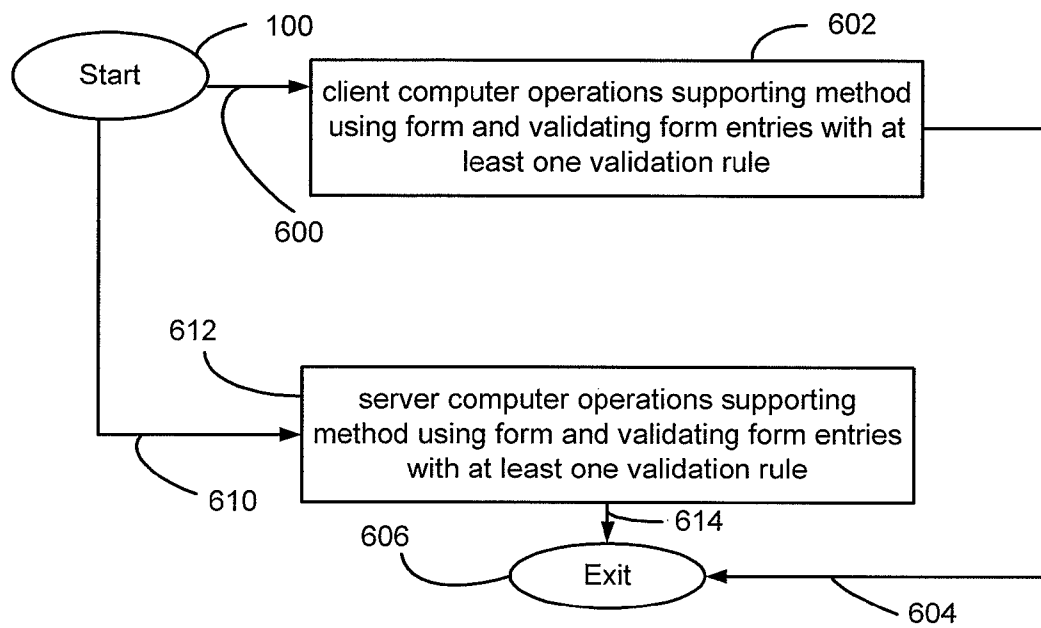 100
Start
602
client computer operations supporting method
using form and validating form entries with at
least one validation rule
600
612
server computer operations supporting
method using form and validating form entries
with at least one validation rule
610
614
606
Exit
604